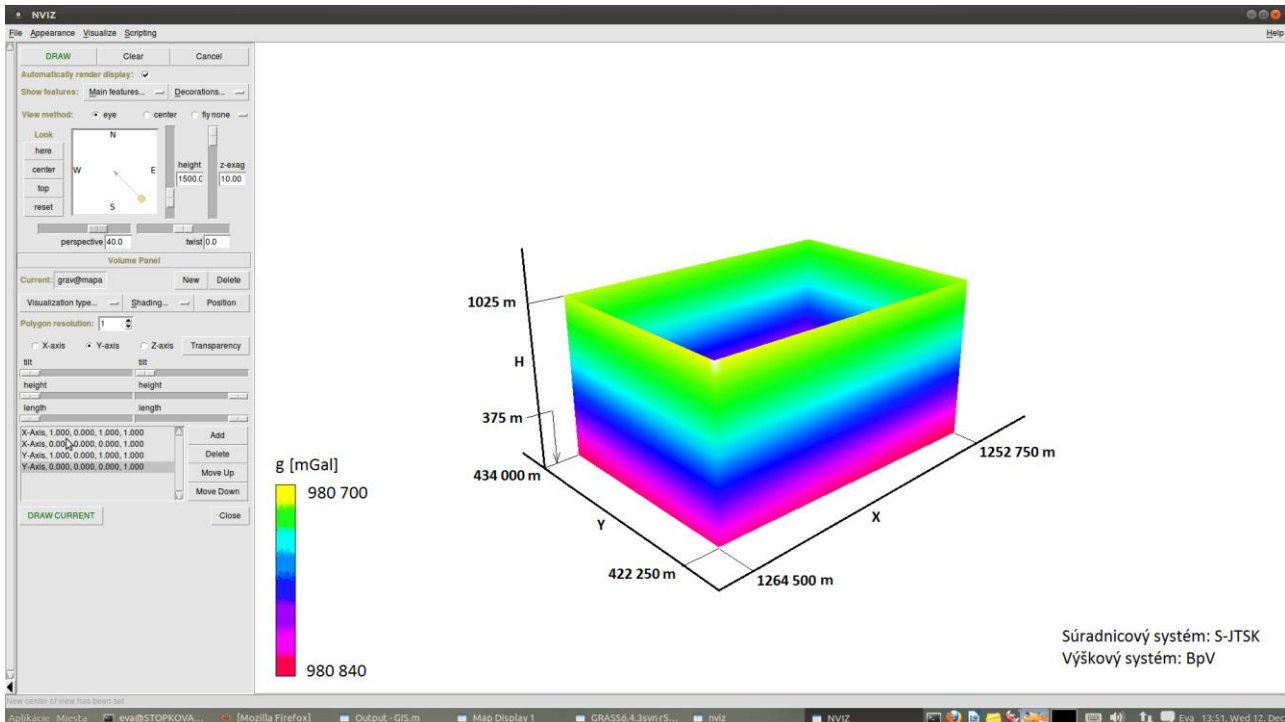 NVIZ
File Appearance Visualize Scripting Help
DRAW Clear Cancel
Automatically render display:
Show features: Main features... Decorations...
View method: eye center fly none
Look N
here
center W E height z-exag
1500.0 10.00
top
reset S
perspective 40.0 twist 0.0
Volume Panel
Current: grav@mapa New Delete
Visualization type... Shading... Position
Polygon resolution: 1
X-axis Y-axis Z-axis Transparency
tilt tilt
height height
length length
X-Axis, 1.000, 0.000, 1.000, 1.000 Add
X-Axis, 0.000, 0.000, 0.000, 1.000
Y-Axis, 1.000, 0.000, 1.000, 1.000 Delete
Y-Axis, 0.000, 0.000, 0.000, 1.000 Move Up
Move Down
DRAW CURRENT Close
g [mGal]
980 700
980 840
1025 m
H
375 m
434 000 m
Y
422 250 m
1264 500 m
X
1252 750 m
Súradnicový systém: S-JTSK
Výškový systém: BpV
New center of view has been set
Aplikácie Miesta eva@STOPKOVA... [Mozilla Firefox] Output - GIS.m Map Display 1 GRASS6.4.3svn r5... nviz NVIZ Eva 13:51, Wed 12. Dec